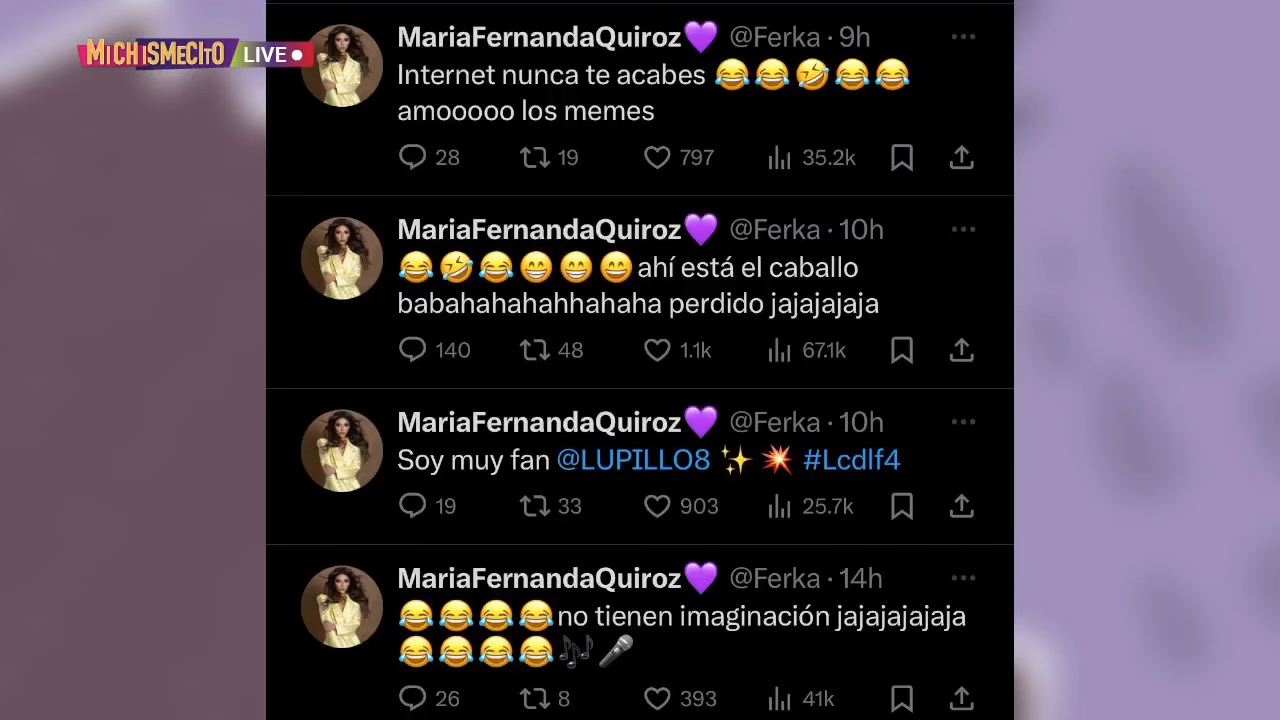 MICHISMECITO LIVE
MariaFernandaQuiroz💜 @Ferka · 9h
Internet nunca te acabes 😂😂🤣😂😂
amooooo los memes
28 19 797 35.2k
MariaFernandaQuiroz💜 @Ferka · 10h
😂🤣😂😁😁😁ahí está el caballo
babahahahahhahaha perdido jajajajaja
140 48 1.1k 67.1k
MariaFernandaQuiroz💜 @Ferka · 10h
Soy muy fan @LUPILLO8 ✨💥 #Lcdlf4
19 33 903 25.7k
MariaFernandaQuiroz💜 @Ferka · 14h
😂😂😂😂no tienen imaginación jajajajajaja
😂😂😂😂🎶🎤
26 8 393 41k